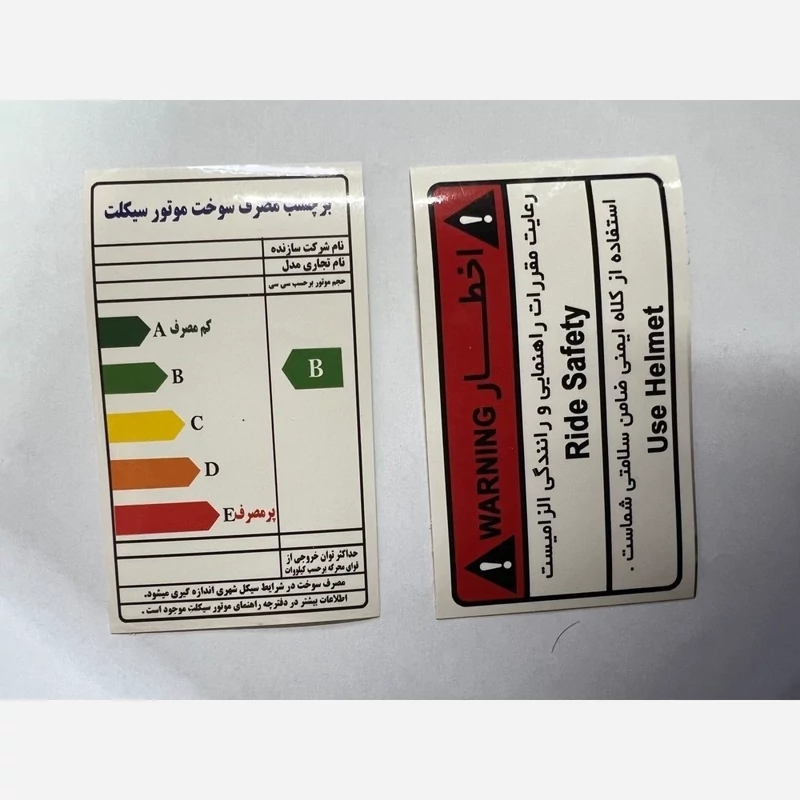 برچسب مصرف سوخت موتور سیکلت
نام شرکت سازنده
نام تجاری مدل
حجم موتور برحسب سی سی
A کم مصرف
B
B
C
D
E پرمصرف
حداکثر توان خروجی از
قوای محرکه برحسب کیلووات
مصرف سوخت در شرایط سیکل شهری اندازه گیری میشود.
اطلاعات بیشتر در دفترچه راهنمای موتور سیکلت موجود است .
WARNING اخطار
رعایت مقررات راهنمایی و رانندگی الزامیست
Ride Safety
استفاده از کلاه ایمنی ضامن سلامتی شماست .
Use Helmet